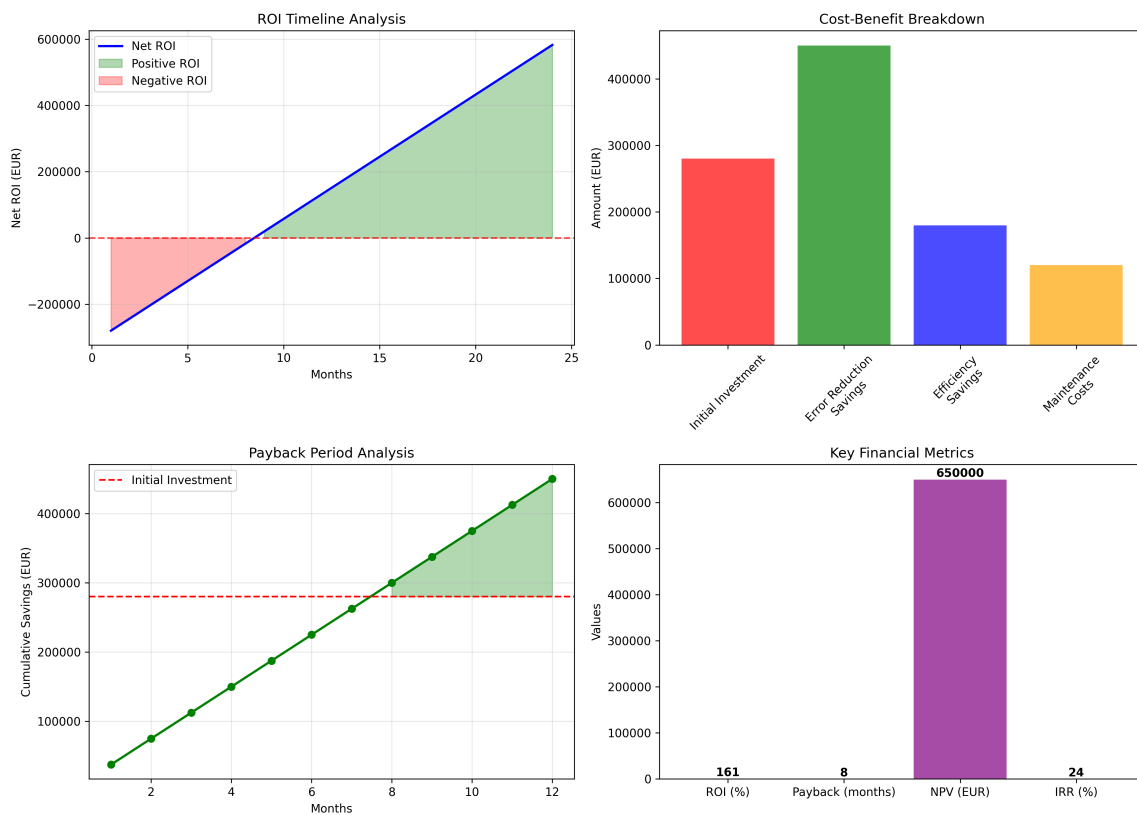 ROI Timeline Analysis
Net ROI (EUR)
600000
400000
200000
0
−200000
Net ROI
Positive ROI
Negative ROI
0 5 10 15 20 25
Months
Cost-Benefit Breakdown
Amount (EUR)
400000
300000
200000
100000
0
Initial Investment
Error Reduction
Savings
Efficiency
Savings
Maintenance
Costs
Payback Period Analysis
Cumulative Savings (EUR)
400000
300000
200000
100000
Initial Investment
2 4 6 8 10 12
Months
Key Financial Metrics
Values
600000
500000
400000
300000
200000
100000
0
161 8 650000 24
ROI (%) Payback (months) NPV (EUR) IRR (%)